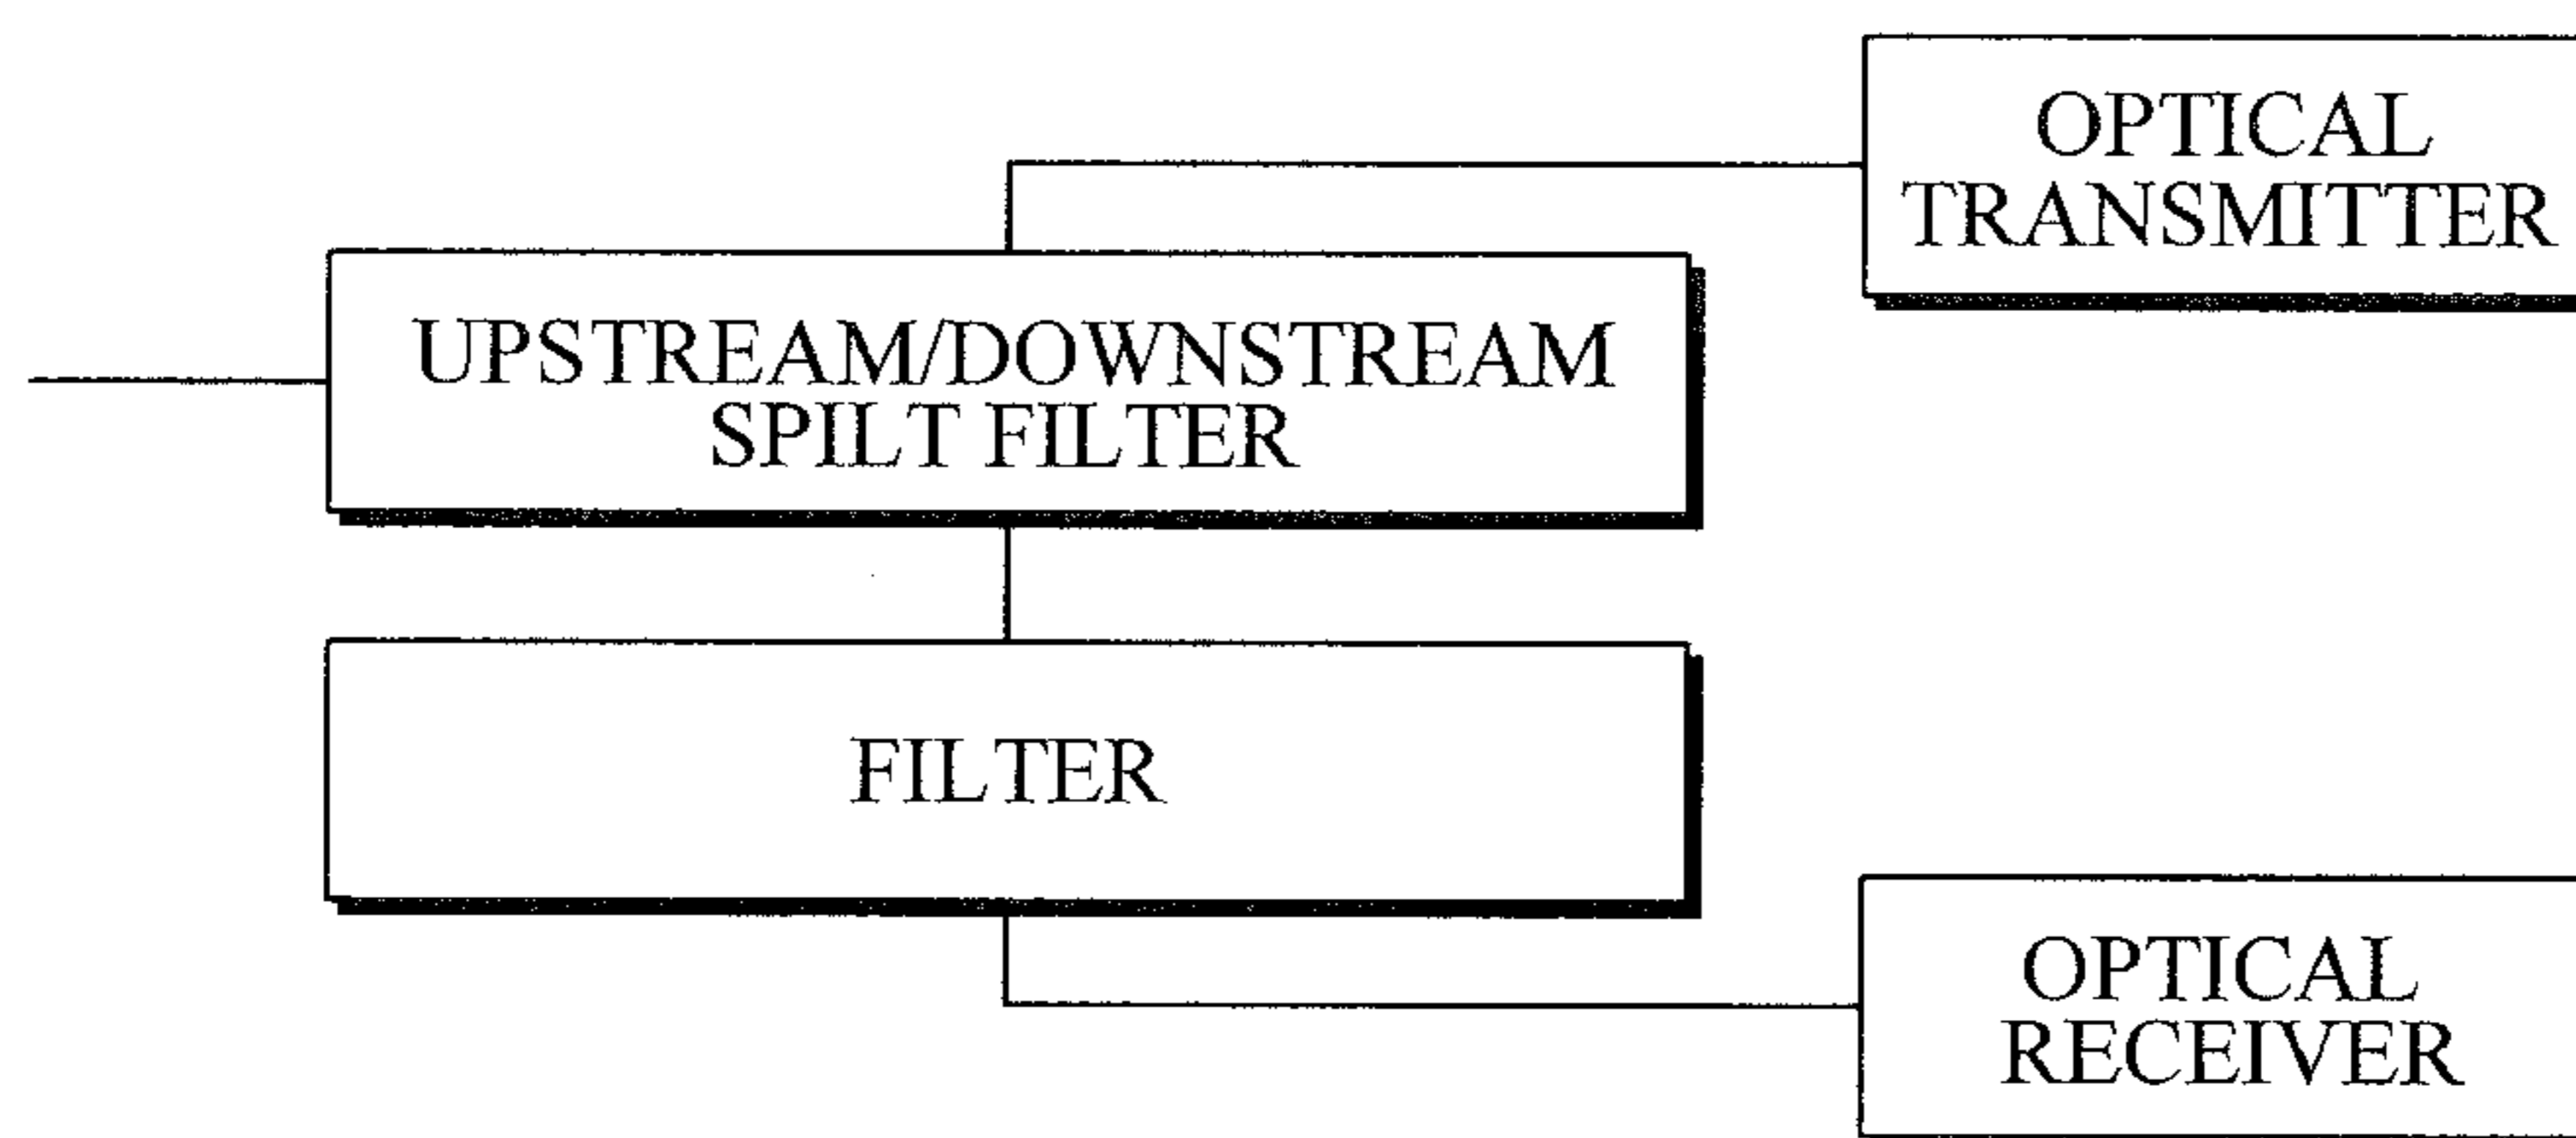 OPTICAL
TRANSMITTER
UPSTREAM/DOWNSTREAM
SPILT FILTER
FILTER
OPTICAL
RECEIVER